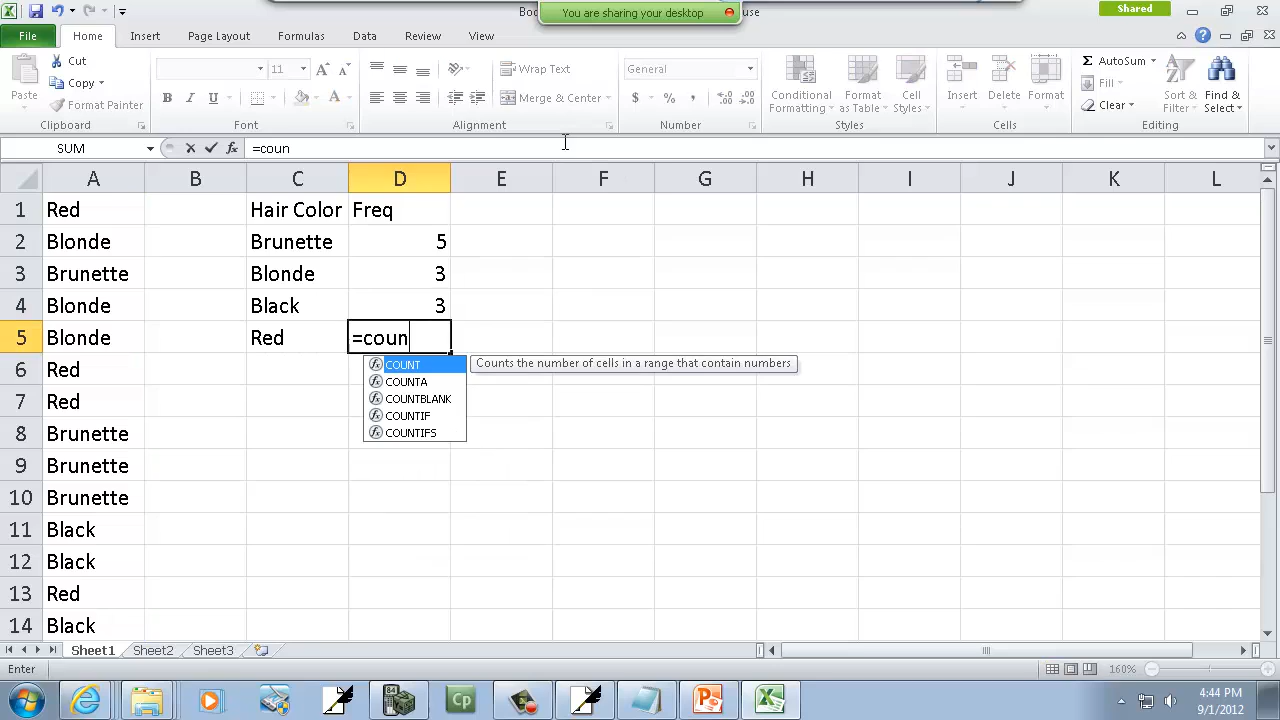 Boo
You are sharing your desktop
use
Shared
File Home Insert Page Layout Formulas Data Review View
Paste
Cut
Copy
Format Painter
Clipboard
11
B I U
Font
Wrap Text
Merge & Center
Alignment
General
$ % ,
Number
Conditional Formatting
Format as Table
Cell Styles
Styles
Insert
Delete
Format
Cells
AutoSum
Fill
Clear
Sort & Filter
Find & Select
Editing
SUM
=coun
A B C D E F G H I J K L
1 Red Hair Color Freq
2 Blonde Brunette 5
3 Brunette Blonde 3
4 Blonde Black 3
5 Blonde Red =coun
COUNT
Counts the number of cells in a range that contain numbers
COUNTA
COUNTBLANK
COUNTIF
COUNTIFS
6 Red
7 Red
8 Brunette
9 Brunette
10 Brunette
11 Black
12 Black
13 Red
14 Black
Sheet1 Sheet2 Sheet3
Enter
160%
4:44 PM
9/1/2012